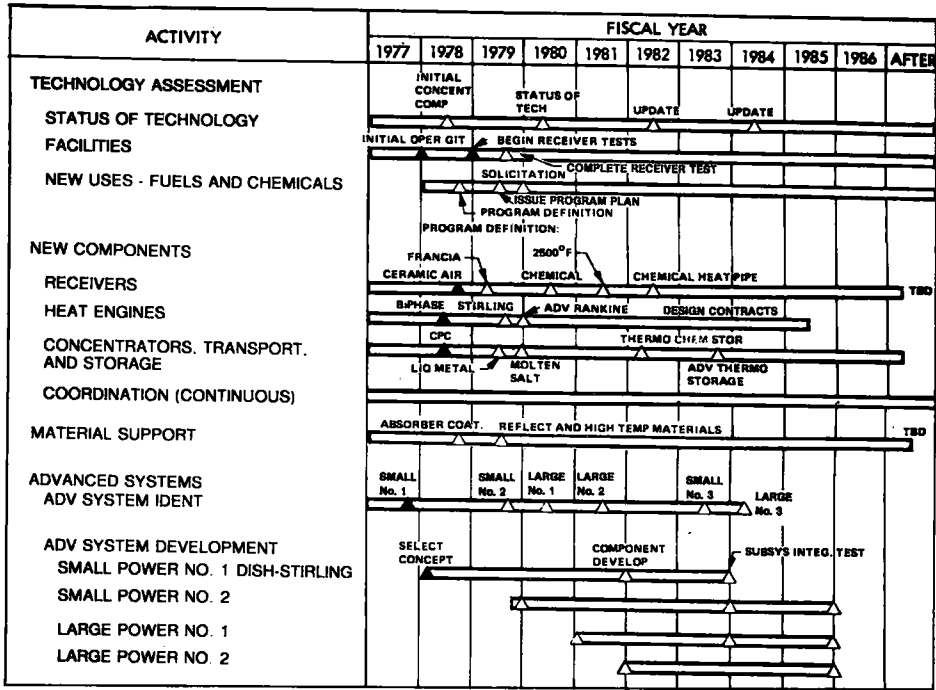 ACTIVITY
FISCAL YEAR
1977 1978 1979 1980 1981 1982 1983 1984 1985 1986 AFTER
TECHNOLOGY ASSESSMENT
INITIAL
CONCENT
COMP
STATUS OF
TECH
UPDATE
UPDATE
STATUS OF TECHNOLOGY
FACILITIES
INITIAL OPER GIT
BEGIN RECEIVER TESTS
COMPLETE RECEIVER TEST
NEW USES - FUELS AND CHEMICALS
SOLICITATION
ISSUE PROGRAM PLAN
PROGRAM DEFINITION
PROGRAM DEFINITION:
NEW COMPONENTS
FRANCIA
2500°F
RECEIVERS
CERAMIC AIR
CHEMICAL
CHEMICAL HEAT PIPE
TBD
HEAT ENGINES
BiPHASE
STIRLING
ADV RANKINE
DESIGN CONTRACTS
CONCENTRATORS. TRANSPORT.
AND STORAGE
CPC
THERMO CHEM STOR
LIQ METAL
MOLTEN
SALT
ADV THERMO
STORAGE
COORDINATION (CONTINUOUS)
MATERIAL SUPPORT
ABSORBER COAT.
REFLECT AND HIGH TEMP MATERIALS
TBD
ADVANCED SYSTEMS
ADV SYSTEM IDENT
SMALL
No. 1
SMALL
No. 2
LARGE
No. 1
LARGE
No. 2
SMALL
No. 3
LARGE
No. 3
ADV SYSTEM DEVELOPMENT
SELECT
CONCEPT
COMPONENT
DEVELOP
SUBSYS INTEG. TEST
SMALL POWER NO. 1 DISH-STIRLING
SMALL POWER NO. 2
LARGE POWER NO. 1
LARGE POWER NO. 2